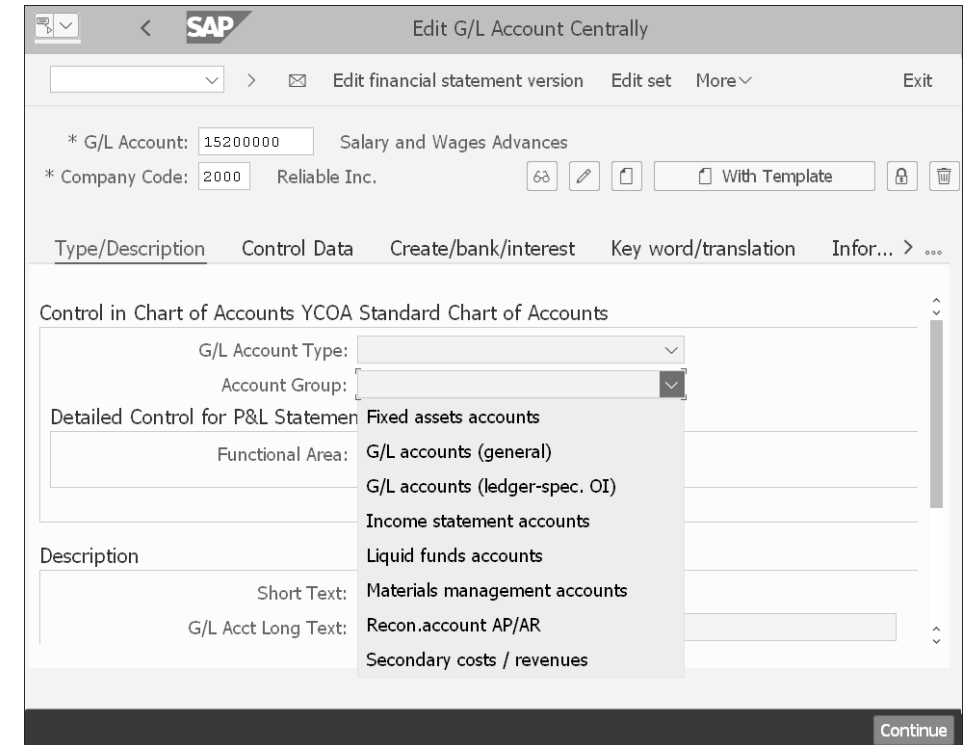 SAP Edit G/L Account Centrally
Edit financial statement version Edit set More Exit
* G/L Account: 15200000 Salary and Wages Advances
* Company Code: 2000 Reliable Inc. With Template
Type/Description Control Data Create/bank/interest Key word/translation Infor...
Control in Chart of Accounts YCOA Standard Chart of Accounts
G/L Account Type:
Account Group:
Fixed assets accounts
Detailed Control for P&L Statemen
G/L accounts (general)
Functional Area:
G/L accounts (ledger-spec. OI)
Income statement accounts
Liquid funds accounts
Description
Materials management accounts
Short Text:
Recon.account AP/AR
G/L Acct Long Text:
Secondary costs / revenues
Continue